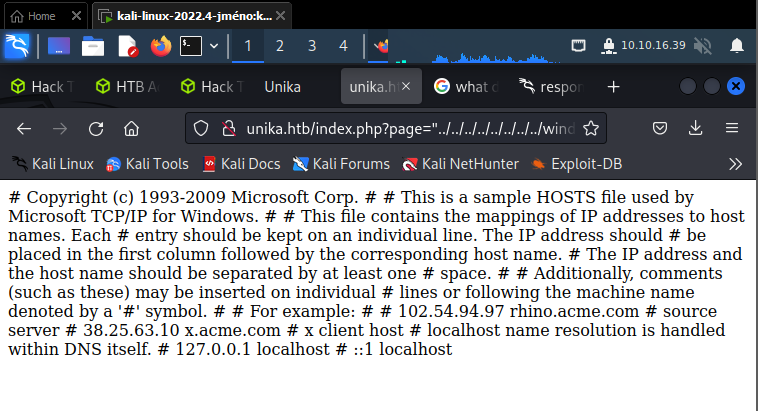 Home × kali-linux-2022.4-jméno:k... ×
1 2 3 4 10.10.16.39
Hack T HTB A Hack T Unika unika.h × what d respon +
unika.htb/index.php?page="../../../../../../../../wind
Kali Linux Kali Tools Kali Docs Kali Forums Kali NetHunter Exploit-DB »
# Copyright (c) 1993-2009 Microsoft Corp. # # This is a sample HOSTS file used by
Microsoft TCP/IP for Windows. # # This file contains the mappings of IP addresses to host
names. Each # entry should be kept on an individual line. The IP address should # be
placed in the first column followed by the corresponding host name. # The IP address and
the host name should be separated by at least one # space. # # Additionally, comments
(such as these) may be inserted on individual # lines or following the machine name
denoted by a '#' symbol. # # For example: # # 102.54.94.97 rhino.acme.com # source
server # 38.25.63.10 x.acme.com # x client host # localhost name resolution is handled
within DNS itself. # 127.0.0.1 localhost # ::1 localhost